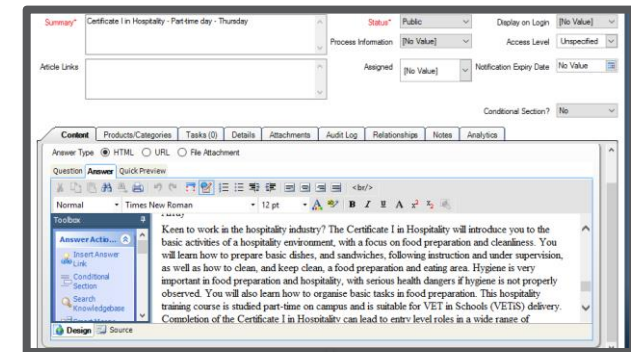 Summary* Certificate I in Hospitality - Part-time day - Thursday Status* Public Display on Login [No Value]
Process Information [No Value] Access Level Unspecified
Article Links Assigned [No Value] Notification Expiry Date No Value
Conditional Section? No
Content Products/Categories Tasks (0) Details Attachments Audit Log Relationships Notes Analytics
Answer Type HTML URL File Attachment
Question Answer Quick Preview
<br/>
Normal Times New Roman 12 pt A B I U A x² x₂
Toolbox
Answer Actio...
Insert Answer Link
Conditional Section
Search Knowledgebase
Keen to work in the hospitality industry? The Certificate I in Hospitality will introduce you to the
basic activities of a hospitality environment, with a focus on food preparation and cleanliness. You
will learn how to prepare basic dishes, and sandwiches, following instruction and under supervision,
as well as how to clean, and keep clean, a food preparation and eating area. Hygiene is very
important in food preparation and hospitality, with serious health dangers if hygiene is not properly
observed. You will also learn how to organise basic tasks in food preparation. This hospitality
training course is studied part-time on campus and is suitable for VET in Schools (VETiS) delivery.
Completion of the Certificate I in Hospitality can lead to entry level roles in a wide range of
Design Source